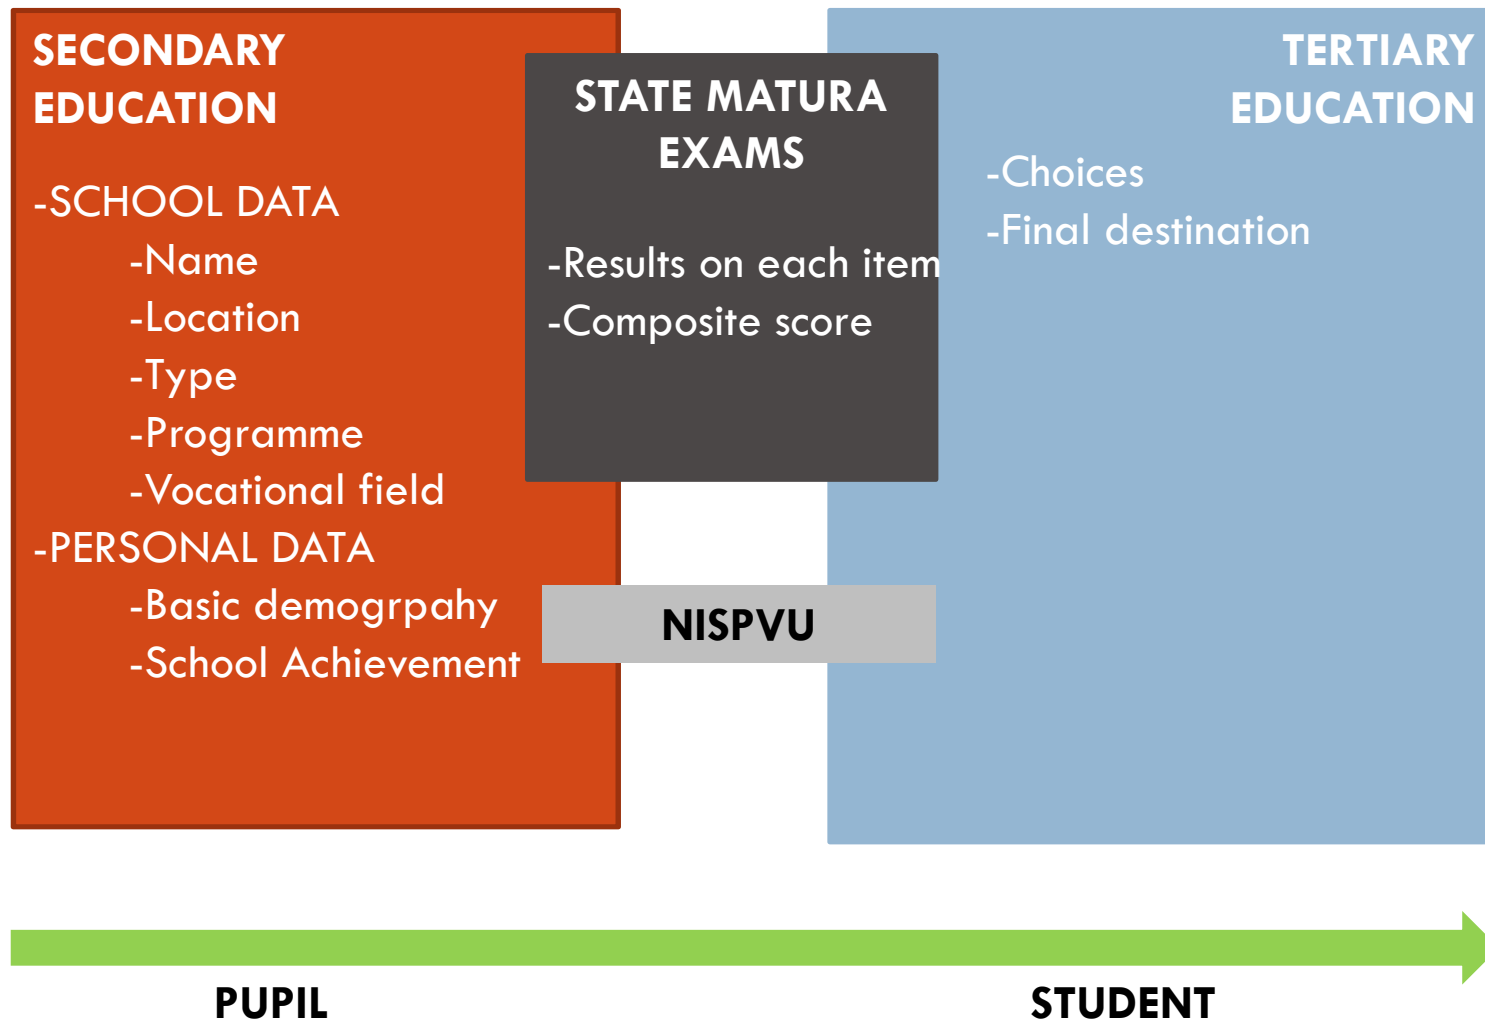 SECONDARY
EDUCATION
-SCHOOL DATA
-Name
-Location
-Type
-Programme
-Vocational field
-PERSONAL DATA
-Basic demogrpahy
-School Achievement
STATE MATURA
EXAMS
-Results on each item
-Composite score
NISPVU
TERTIARY
EDUCATION
-Choices
-Final destination
PUPIL
STUDENT